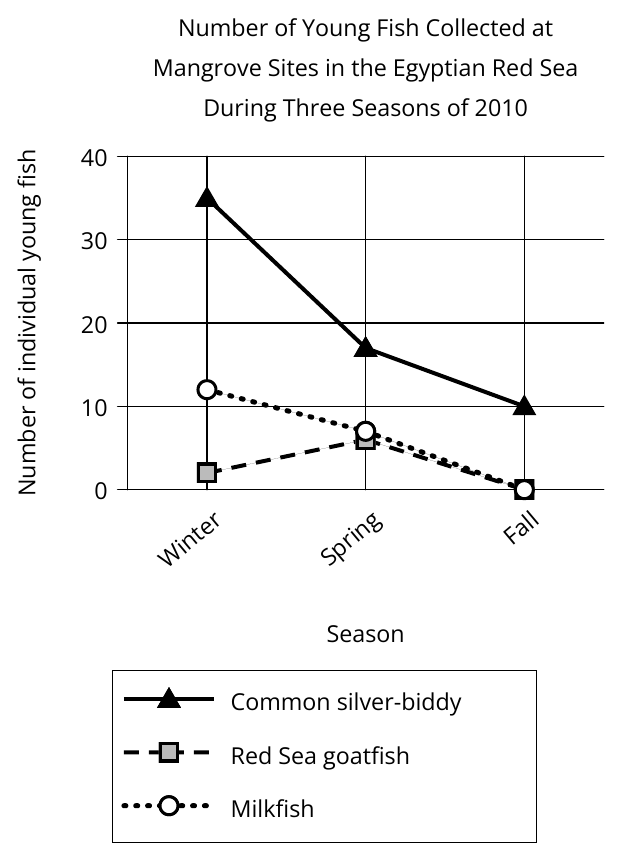 Number of Young Fish Collected at
Mangrove Sites in the Egyptian Red Sea
During Three Seasons of 2010
Number of individual young fish
40
30
20
10
0
Winter
Spring
Fall
Season
Common silver-biddy
Red Sea goatfish
Milkfish